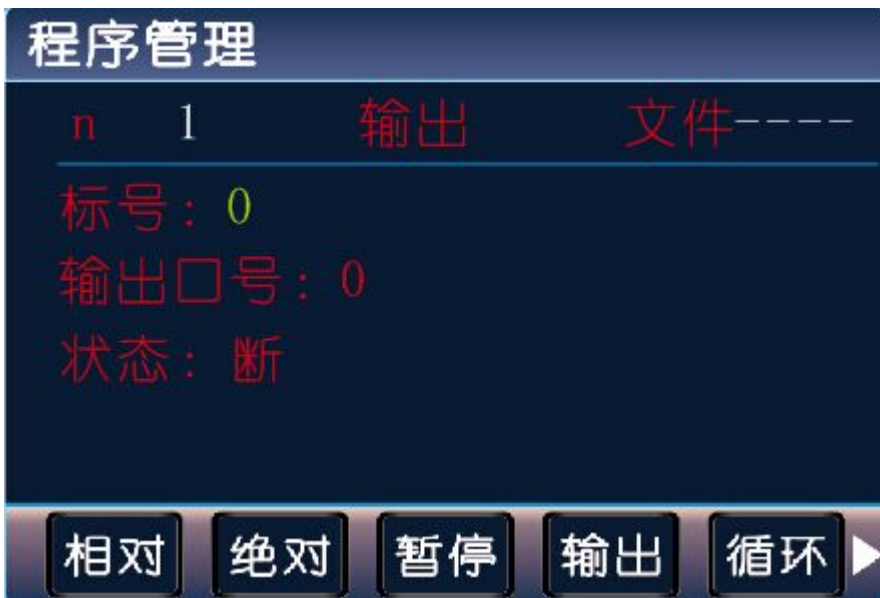 程序管理
n 1 输出 文件----
标号: 0
输出口号: 0
状态: 断
相对 绝对 暂停 输出 循环